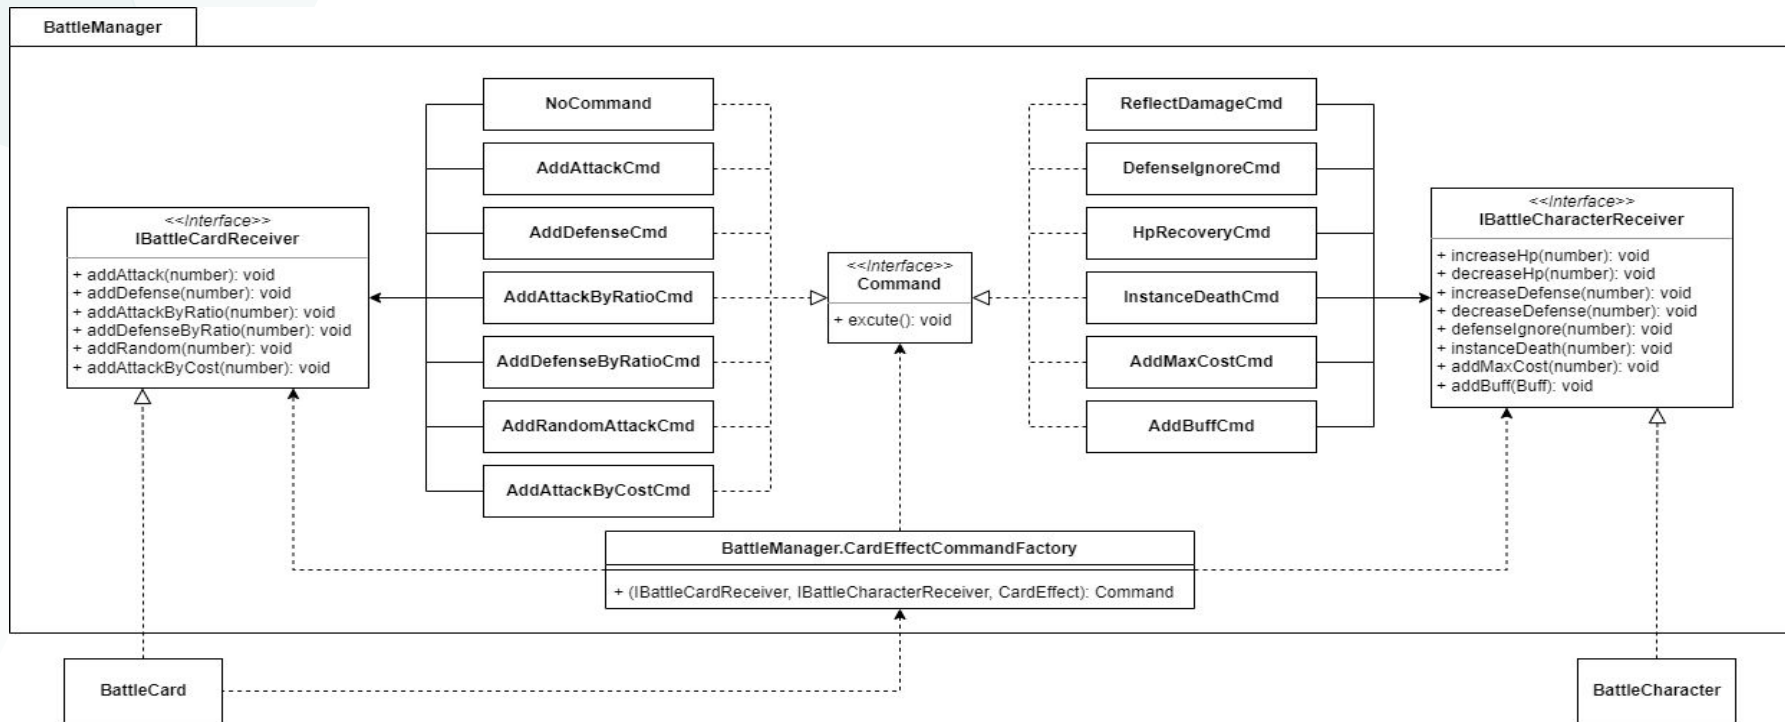 BattleManager
NoCommand
AddAttackCmd
AddDefenseCmd
AddAttackByRatioCmd
AddDefenseByRatioCmd
AddRandomAttackCmd
AddAttackByCostCmd
ReflectDamageCmd
DefenseIgnoreCmd
HpRecoveryCmd
InstanceDeathCmd
AddMaxCostCmd
AddBuffCmd
<<Interface>>
IBattleCardReceiver
+ addAttack(number): void
+ addDefense(number): void
+ addAttackByRatio(number): void
+ addDefenseByRatio(number): void
+ addRandom(number): void
+ addAttackByCost(number): void
<<Interface>>
Command
+ excute(): void
<<Interface>>
IBattleCharacterReceiver
+ increaseHp(number): void
+ decreaseHp(number): void
+ increaseDefense(number): void
+ decreaseDefense(number): void
+ defenseIgnore(number): void
+ instanceDeath(number): void
+ addMaxCost(number): void
+ addBuff(Buff): void
BattleManager.CardEffectCommandFactory
+ (IBattleCardReceiver, IBattleCharacterReceiver, CardEffect): Command
BattleCard
BattleCharacter